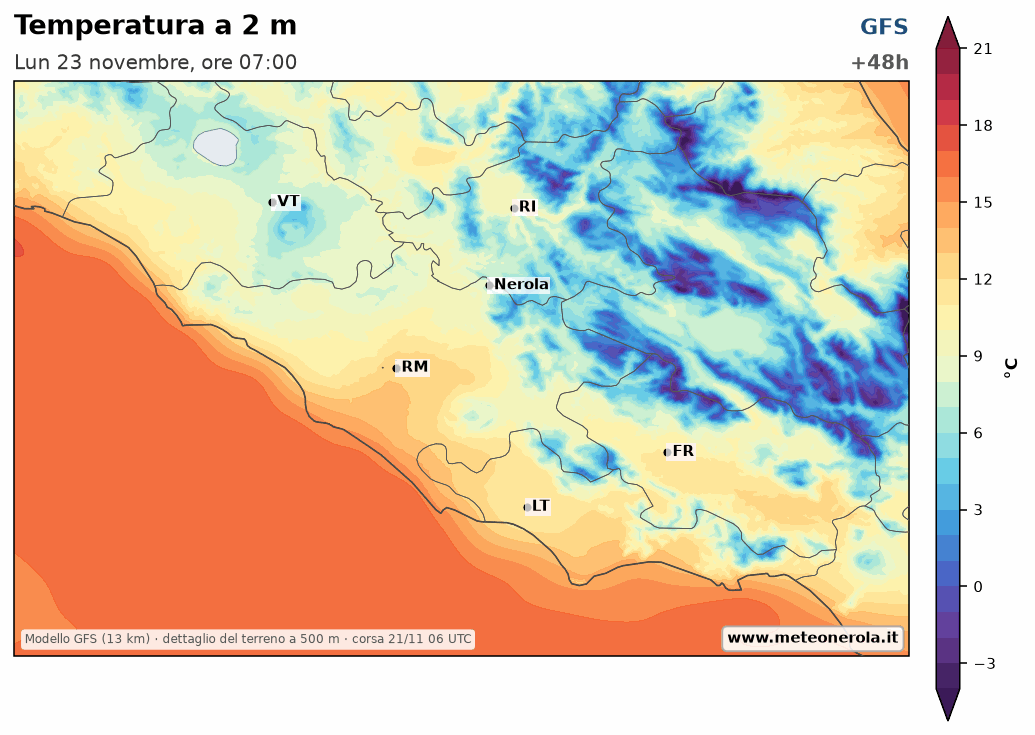 Temperatura a 2 m
GFS
Lun 23 novembre, ore 07:00
+48h
VT
RI
Nerola
RM
FR
LT
Modello GFS (13 km) · dettaglio del terreno a 500 m · corsa 21/11 06 UTC
www.meteonerola.it
21
18
15
12
9
6
3
0
−3
°C